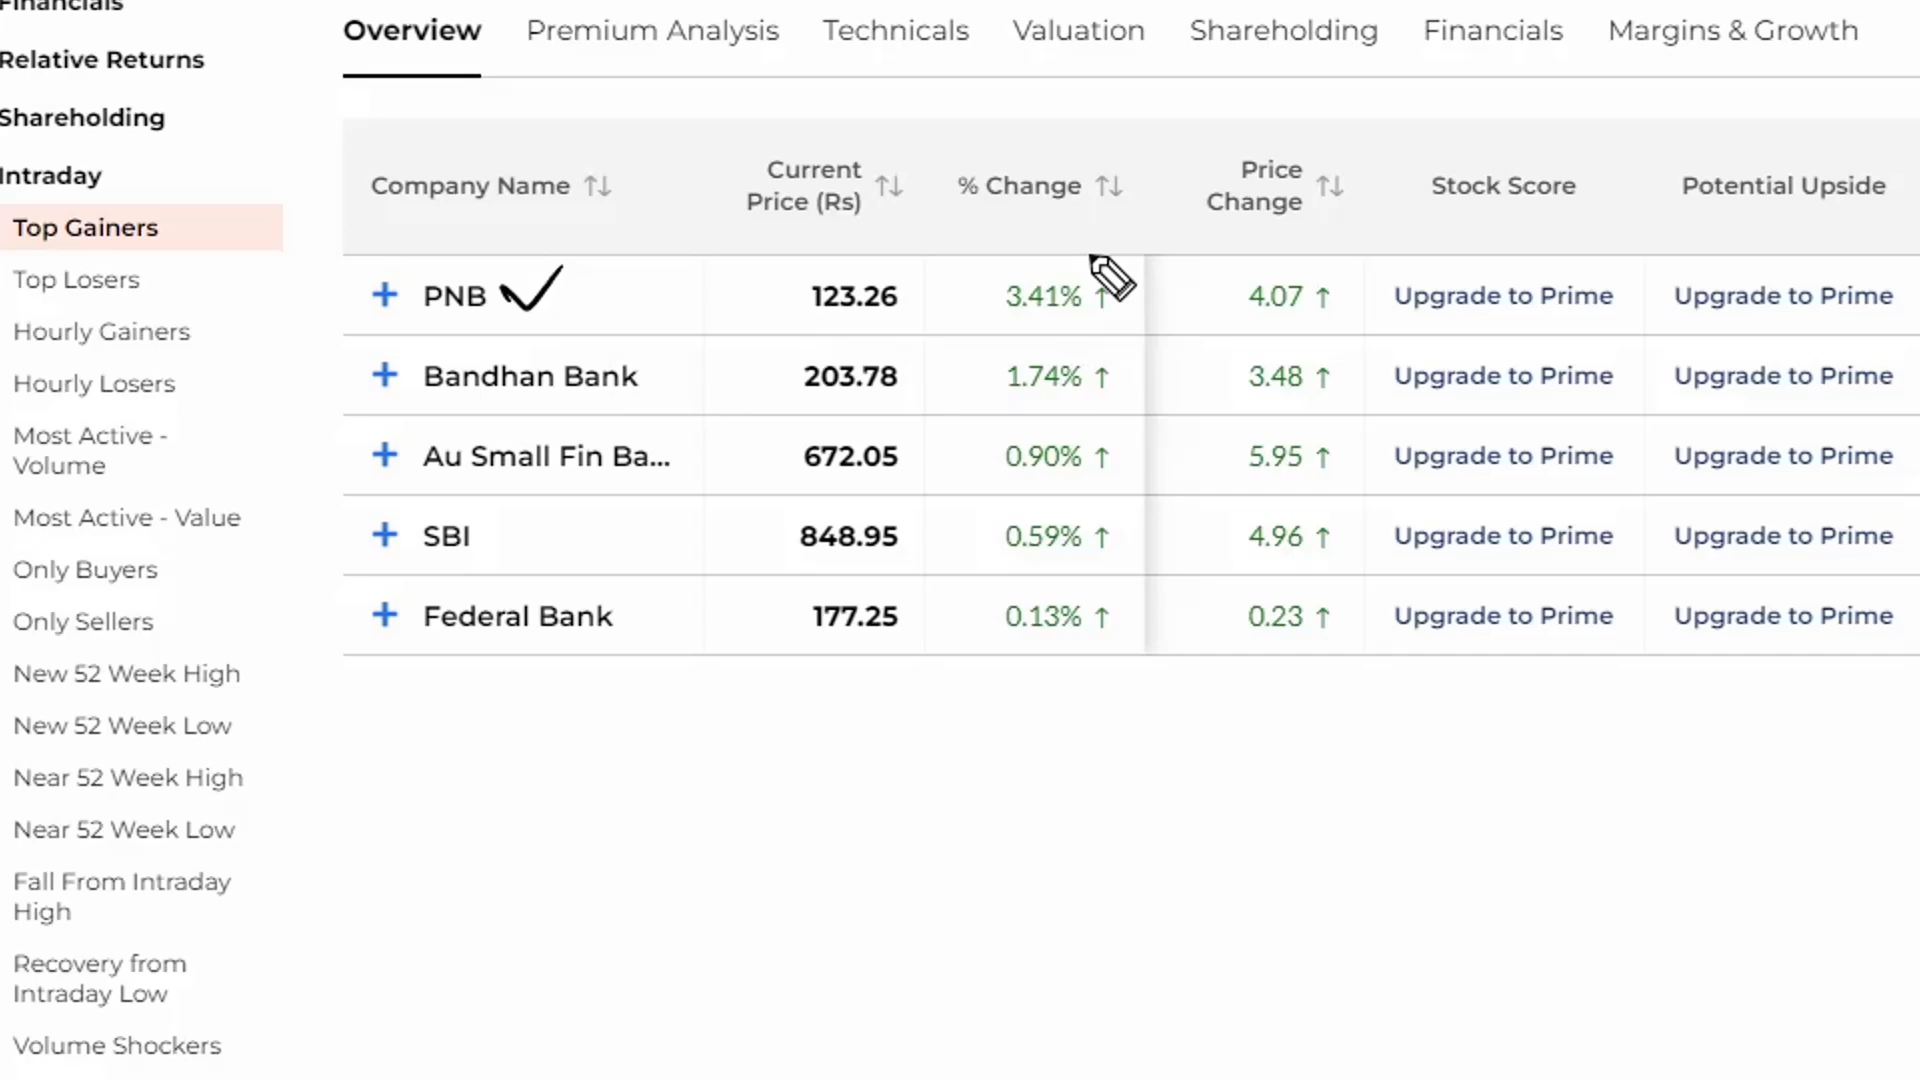 Financials
Relative Returns
Shareholding
Intraday
Top Gainers
Top Losers
Hourly Gainers
Hourly Losers
Most Active -
Volume
Most Active - Value
Only Buyers
Only Sellers
New 52 Week High
New 52 Week Low
Near 52 Week High
Near 52 Week Low
Fall From Intraday
High
Recovery from
Intraday Low
Volume Shockers
Overview Premium Analysis Technicals Valuation Shareholding Financials Margins & Growth
Company Name ↑↓ Current Price (Rs) ↑↓ % Change ↑↓ Price Change ↑↓ Stock Score Potential Upside
+ PNB 123.26 3.41% ↑ 4.07 ↑ Upgrade to Prime Upgrade to Prime
+ Bandhan Bank 203.78 1.74% ↑ 3.48 ↑ Upgrade to Prime Upgrade to Prime
+ Au Small Fin Ba... 672.05 0.90% ↑ 5.95 ↑ Upgrade to Prime Upgrade to Prime
+ SBI 848.95 0.59% ↑ 4.96 ↑ Upgrade to Prime Upgrade to Prime
+ Federal Bank 177.25 0.13% ↑ 0.23 ↑ Upgrade to Prime Upgrade to Prime